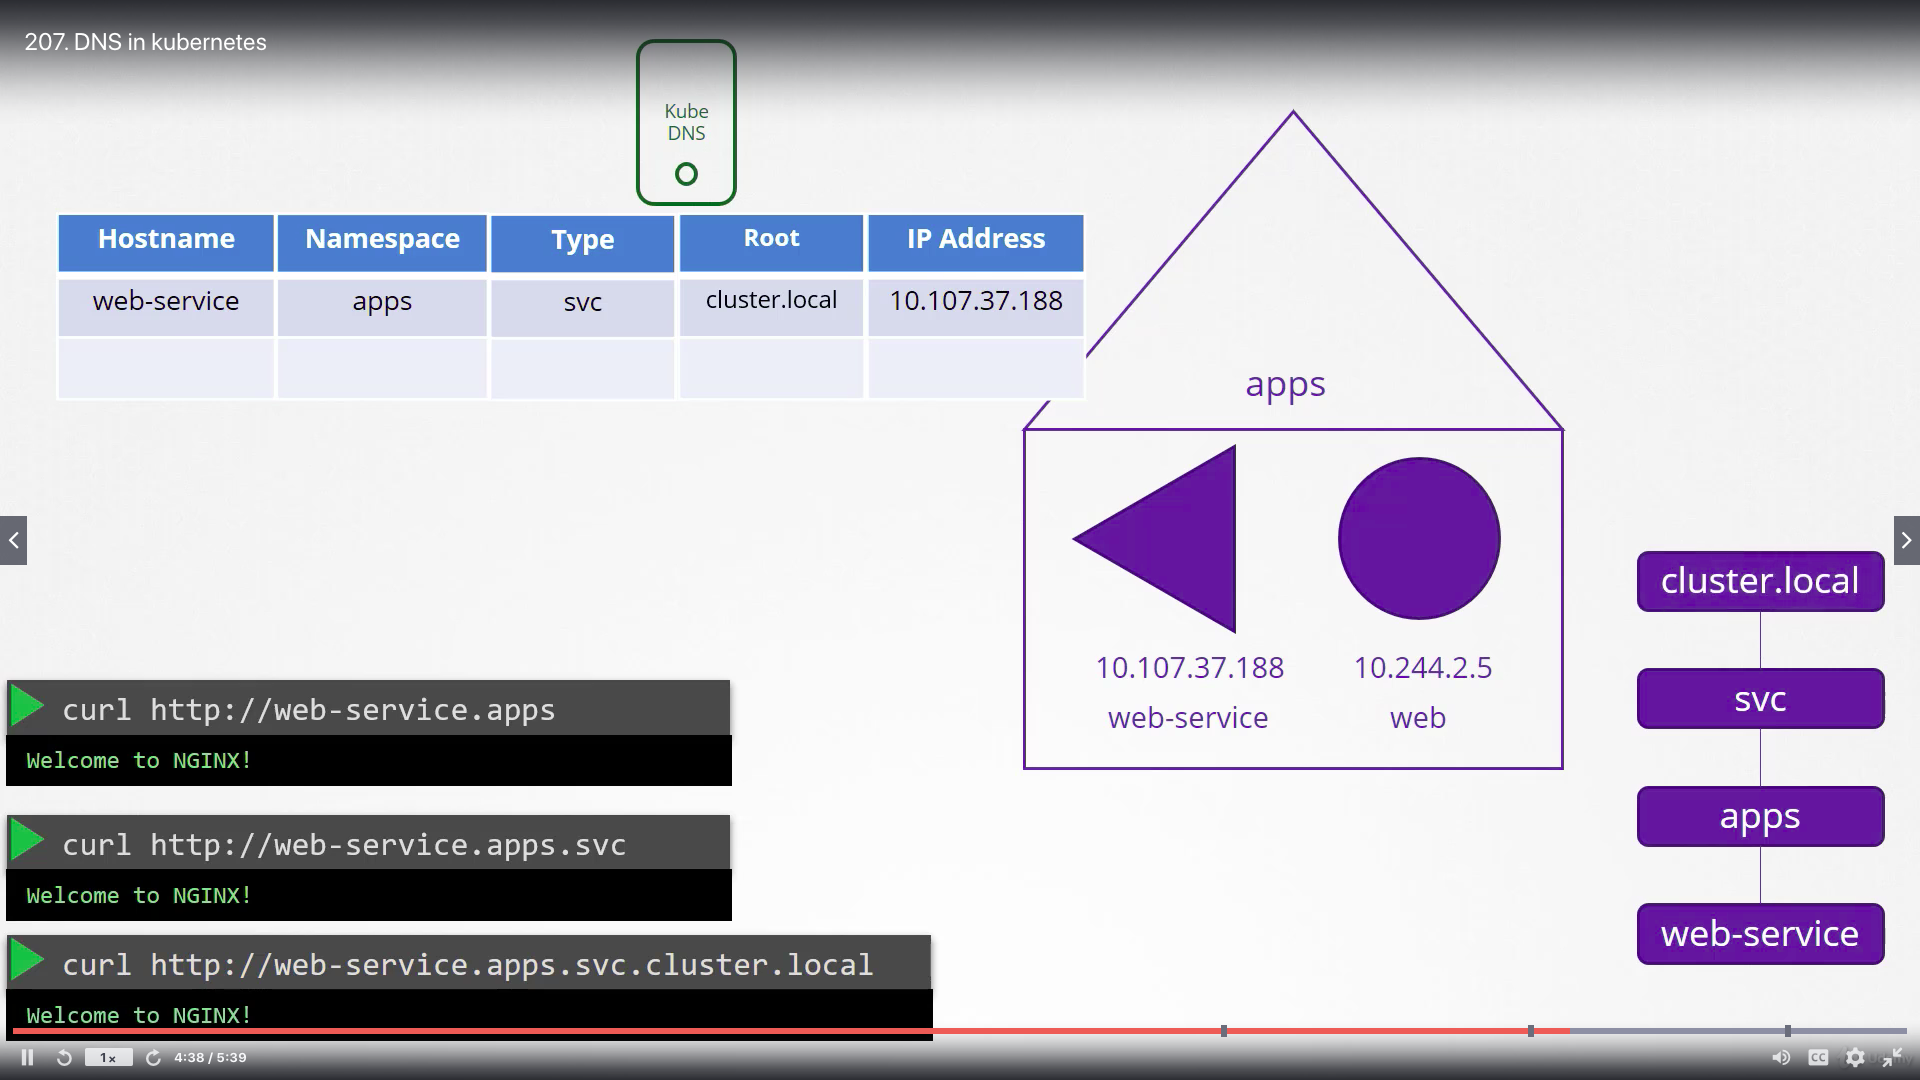 207. DNS in kubernetes
Kube
DNS
Hostname Namespace Type Root IP Address
web-service apps svc cluster.local 10.107.37.188
apps
10.107.37.188 10.244.2.5
web-service web
cluster.local
svc
apps
web-service
curl http://web-service.apps
Welcome to NGINX!
curl http://web-service.apps.svc
Welcome to NGINX!
curl http://web-service.apps.svc.cluster.local
Welcome to NGINX!
1x 4:38 / 5:39 CC